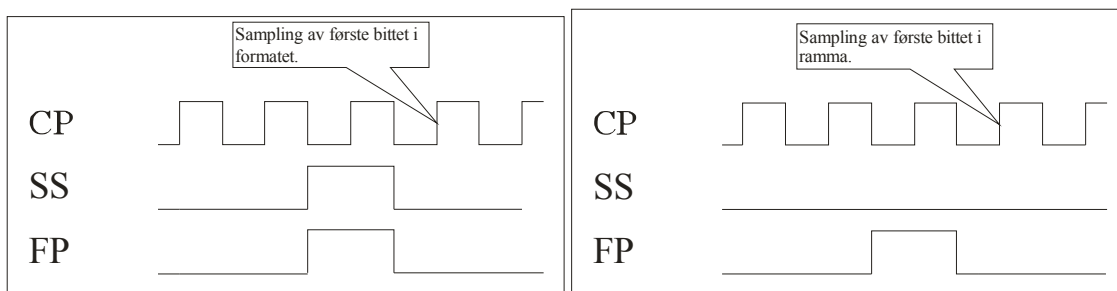 Sampling av første bittet i
formatet.
CP
SS
FP
Sampling av første bittet i
ramma.
CP
SS
FP